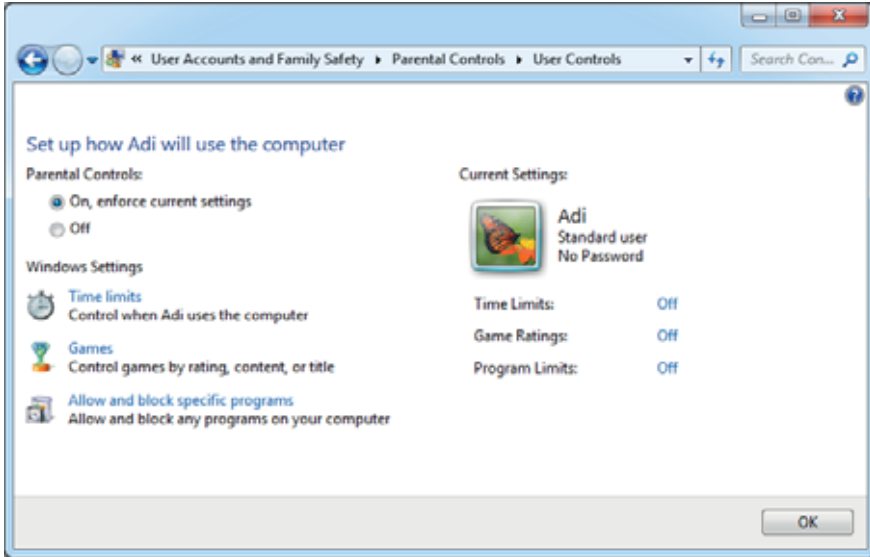 « User Accounts and Family Safety ▸ Parental Controls ▸ User Controls
Search Con...
Set up how Adi will use the computer
Parental Controls:
On, enforce current settings
Off
Windows Settings
Time limits
Control when Adi uses the computer
Games
Control games by rating, content, or title
Allow and block specific programs
Allow and block any programs on your computer
Current Settings:
Adi
Standard user
No Password
Time Limits: Off
Game Ratings: Off
Program Limits: Off
OK